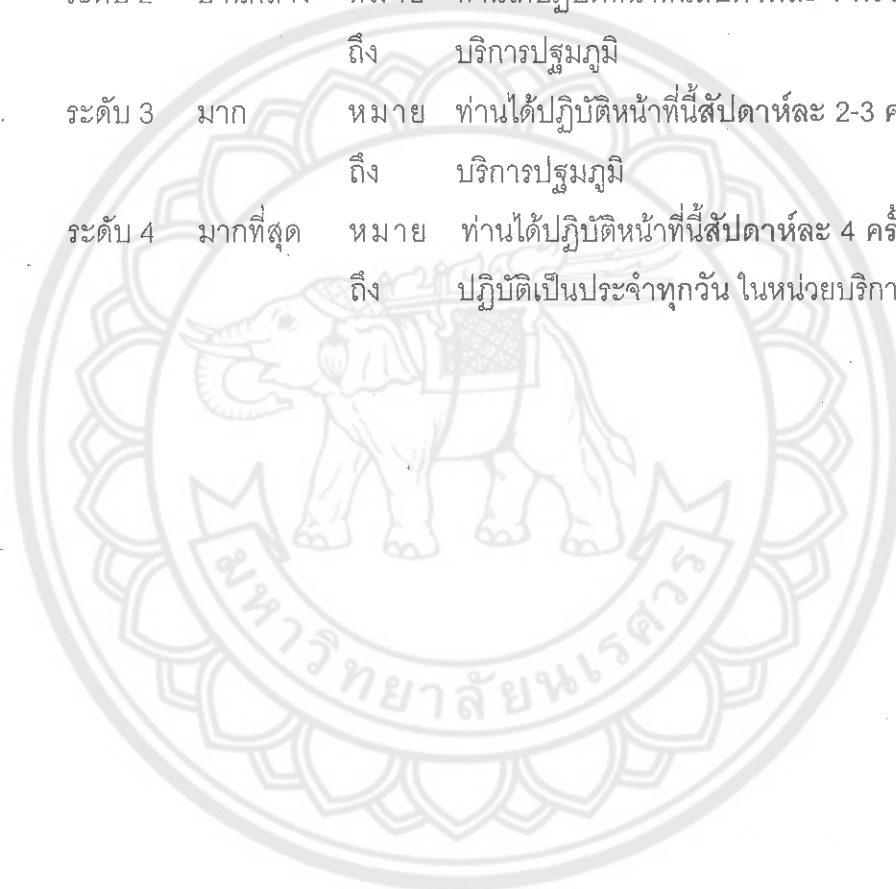 ถึง บริการปฐมภูมิ
ระดับ 3 มาก หมาย ท่านได้ปฏิบัติหน้าที่นี้สัปดาห์ละ 2-3
ถึง บริการปฐมภูมิ
ระดับ 4 มากที่สุด หมาย ท่านได้ปฏิบัติหน้าที่นี้สัปดาห์ละ 4
ถึง ปฏิบัติเป็นประจำทุกวัน ในหน่วยบริกา
มหาวิทยาลัยนเรศวร